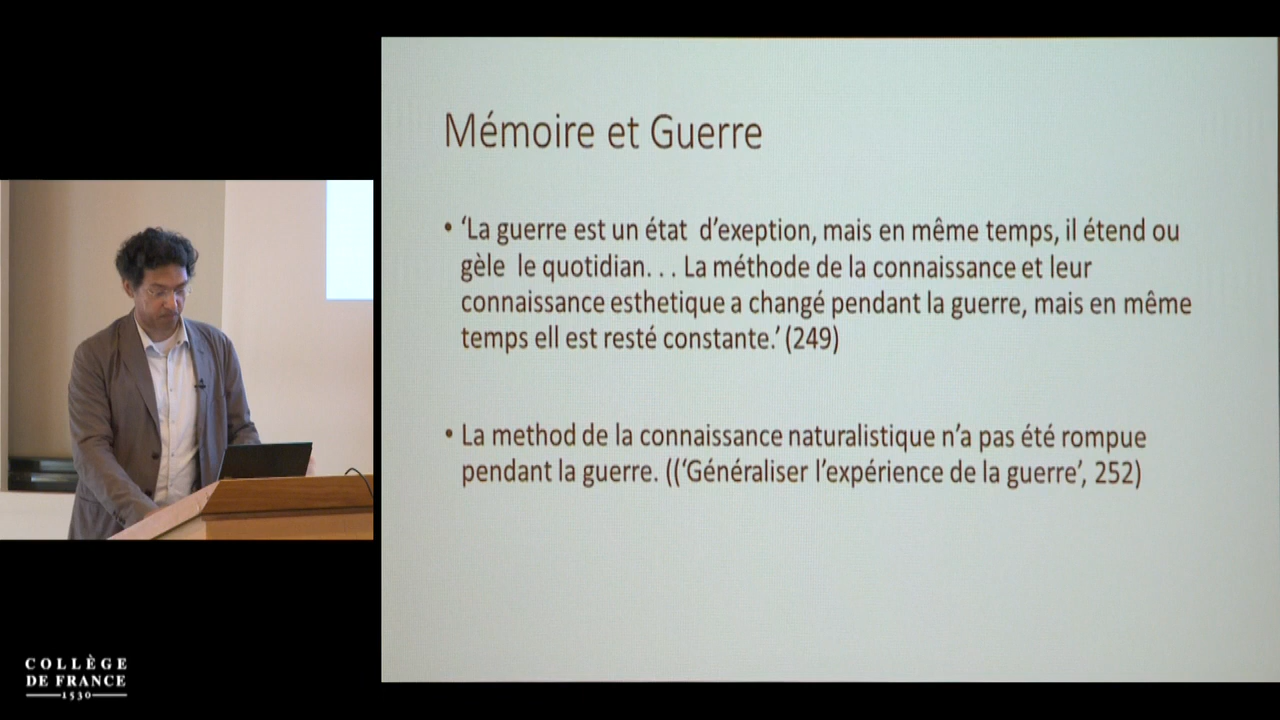 Mémoire et Guerre
• ‘La guerre est un état d’exeption, mais en même temps, il étend ou
gèle le quotidian. . . La méthode de la connaissance et leur
connaissance esthetique a changé pendant la guerre, mais en même
temps ell est resté constante.’ (249)
• La method de la connaissance naturalistique n’a pas été rompue
pendant la guerre. ((‘Généraliser l’expérience de la guerre’, 252)
COLLÈGE
DE FRANCE
1530